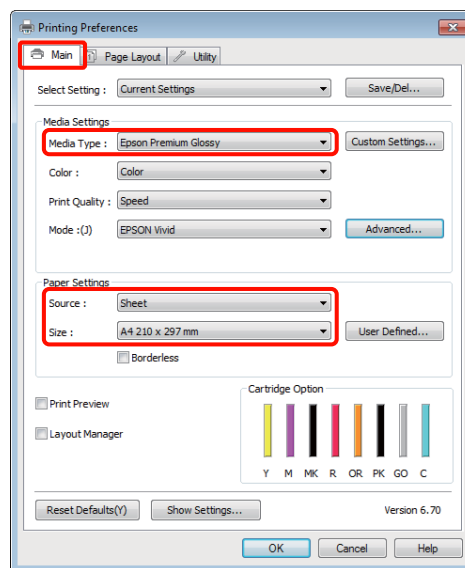 Printing Preferences
Main Page Layout Utility
Select Setting : Current Settings Save/Del...
Media Settings
Media Type : Epson Premium Glossy Custom Settings...
Color : Color
Print Quality : Speed
Mode :(J) EPSON Vivid Advanced...
Paper Settings
Source : Sheet
Size : A4 210 x 297 mm User Defined...
Borderless
Cartridge Option
Print Preview
Layout Manager
Y M MK R OR PK GO C
Reset Defaults(Y) Show Settings... Version 6.70
OK Cancel Help